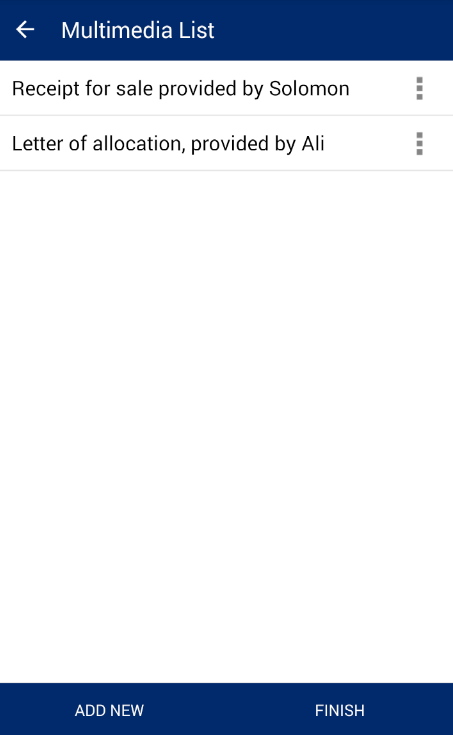 Multimedia List
Receipt for sale provided by Solomon
Letter of allocation, provided by Ali
ADD NEW
FINISH